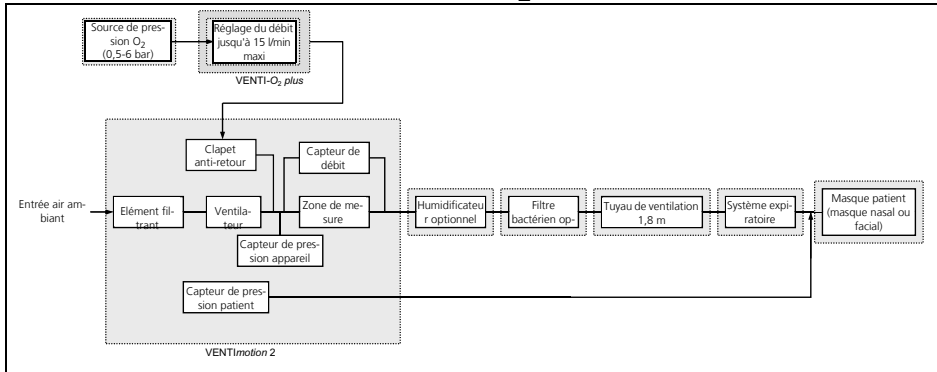 Source de pres-
sion O2
(0,5-6 bar)
Réglage du débit
jusqu'à 15 l/min
maxi
VENTI-O2 plus
Clapet
anti-retour
Capteur de
débit
Entrée air am-
biant
Elément fil-
trant
Ventila-
teur
Zone de me-
sure
Humidificateu
r optionnel
Filtre
bactérien op-
Tuyau de ventilation
1,8 m
Système expi-
ratoire
Masque patient
(masque nasal ou
facial)
Capteur de pres-
sion appareil
Capteur de pres-
sion patient
VENTImotion 2